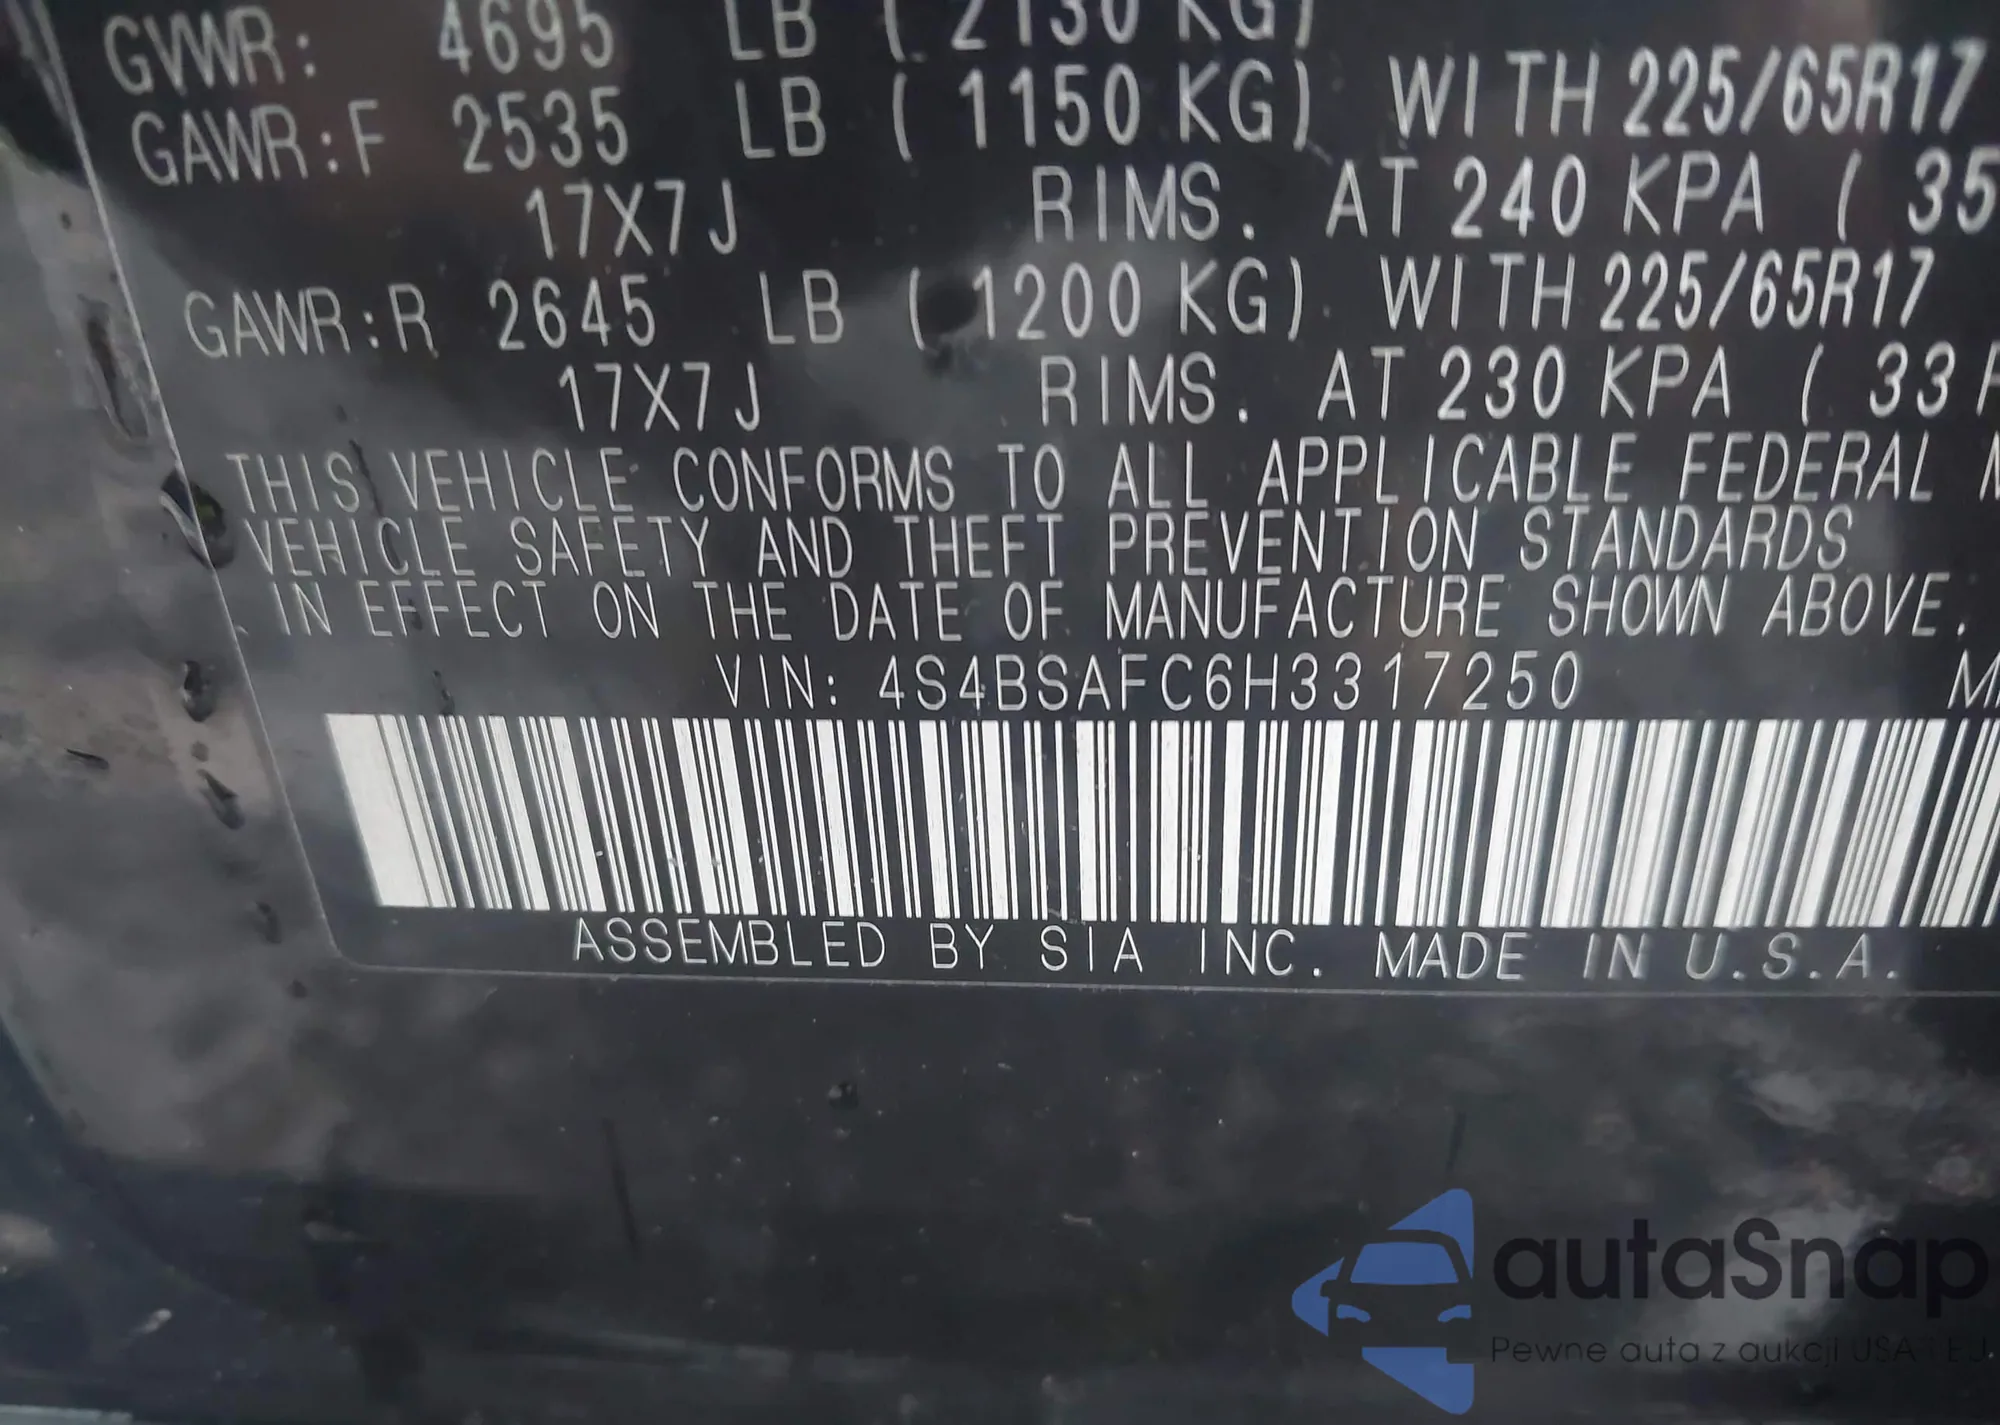 GVWR: 4695 LB ( 2130 KG)
GAWR:F 2535 LB ( 1150 KG) WITH 225/65R17
17X7J RIMS. AT 240 KPA ( 35
GAWR:R 2645 LB ( 1200 KG) WITH 225/65R17
17X7J RIMS. AT 230 KPA ( 33 P
THIS VEHICLE CONFORMS TO ALL APPLICABLE FEDERAL M
VEHICLE SAFETY AND THEFT PREVENTION STANDARDS
IN EFFECT ON THE DATE OF MANUFACTURE SHOWN ABOVE.
VIN: 4S4BSAFC6H3317250
ASSEMBLED BY SIA INC. MADE IN U.S.A.
autaSnap
Pewne auta z aukcji USA i EU